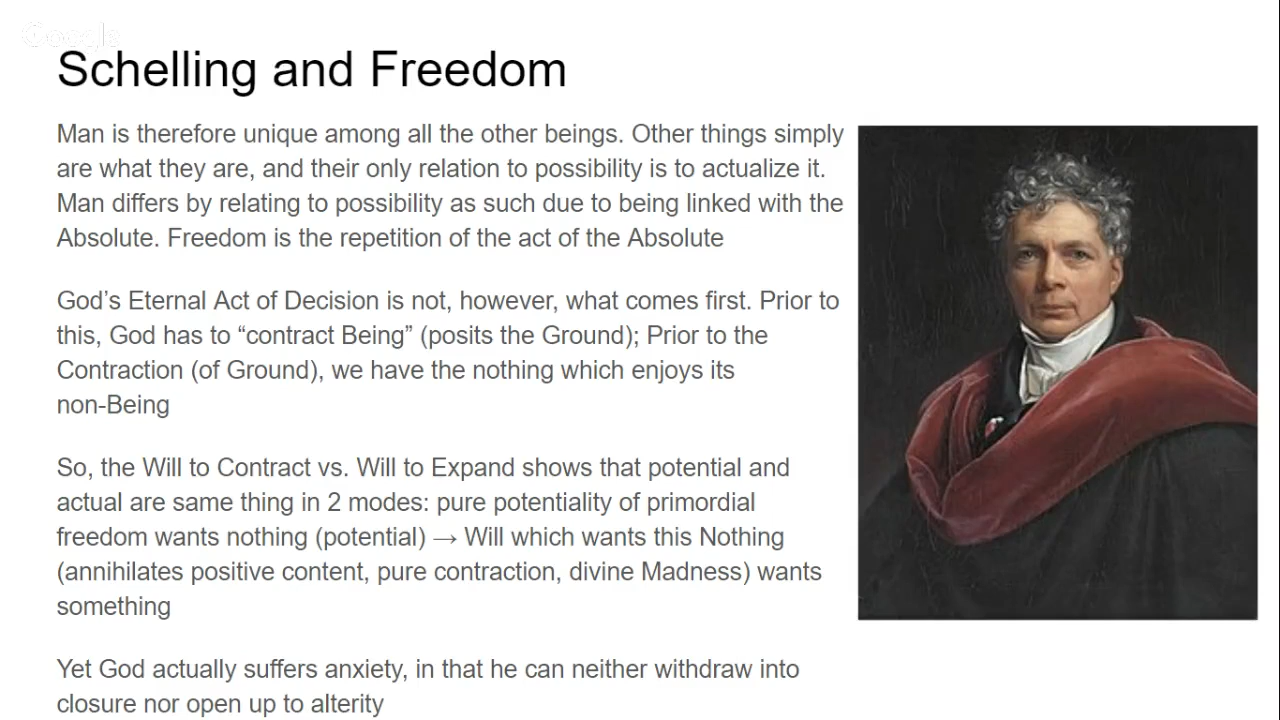 Google
Schelling and Freedom
Man is therefore unique among all the other beings. Other things simply
are what they are, and their only relation to possibility is to actualize it.
Man differs by relating to possibility as such due to being linked with the
Absolute. Freedom is the repetition of the act of the Absolute
God’s Eternal Act of Decision is not, however, what comes first. Prior to
this, God has to “contract Being” (posits the Ground); Prior to the
Contraction (of Ground), we have the nothing which enjoys its
non-Being
So, the Will to Contract vs. Will to Expand shows that potential and
actual are same thing in 2 modes: pure potentiality of primordial
freedom wants nothing (potential) → Will which wants this Nothing
(annihilates positive content, pure contraction, divine Madness) wants
something
Yet God actually suffers anxiety, in that he can neither withdraw into
closure nor open up to alterity